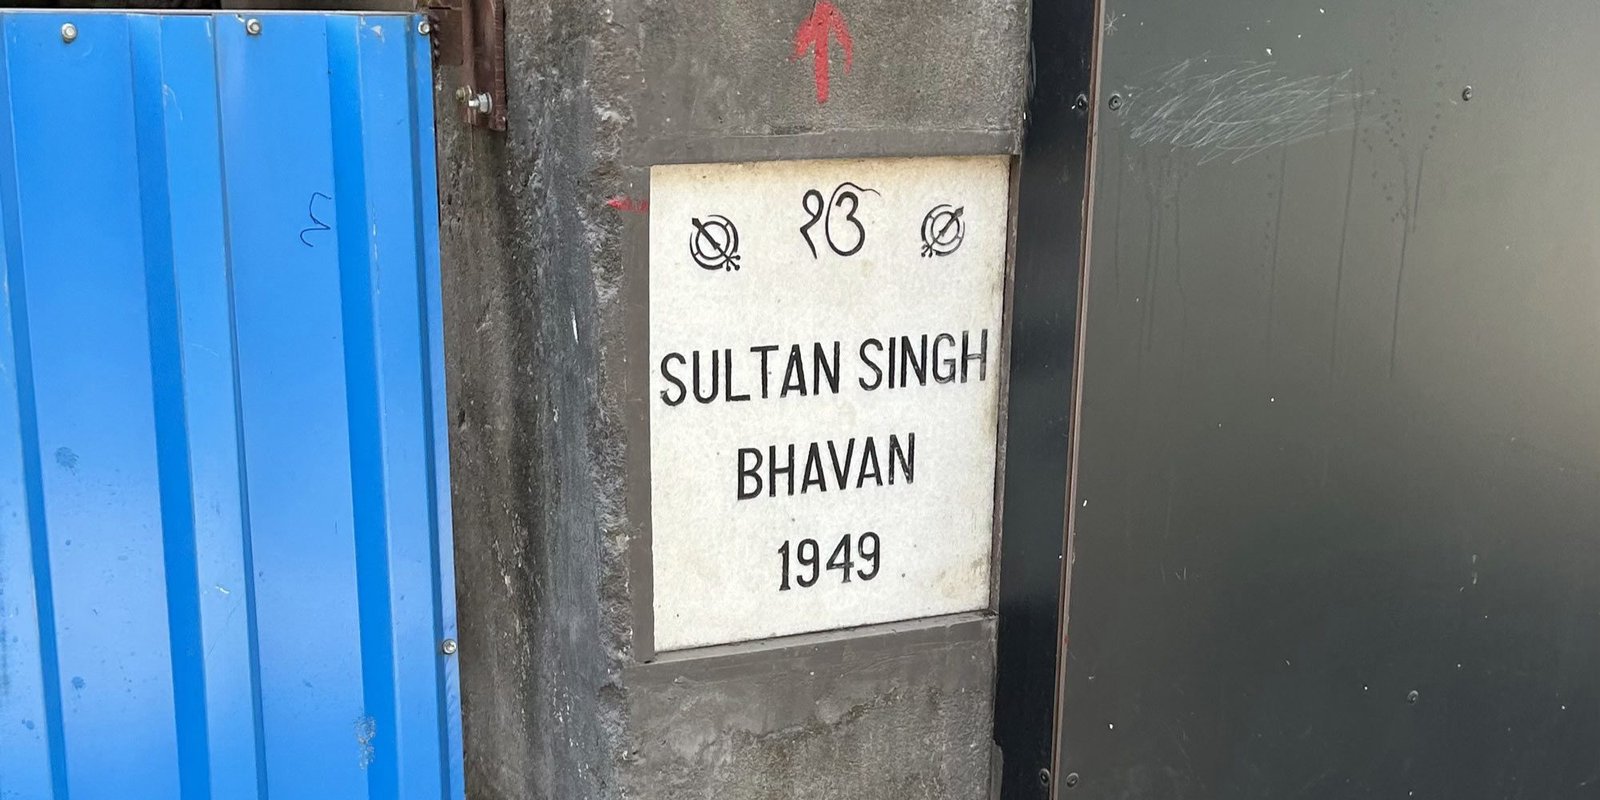 ੴ
SULTAN SINGH
BHAVAN
1949